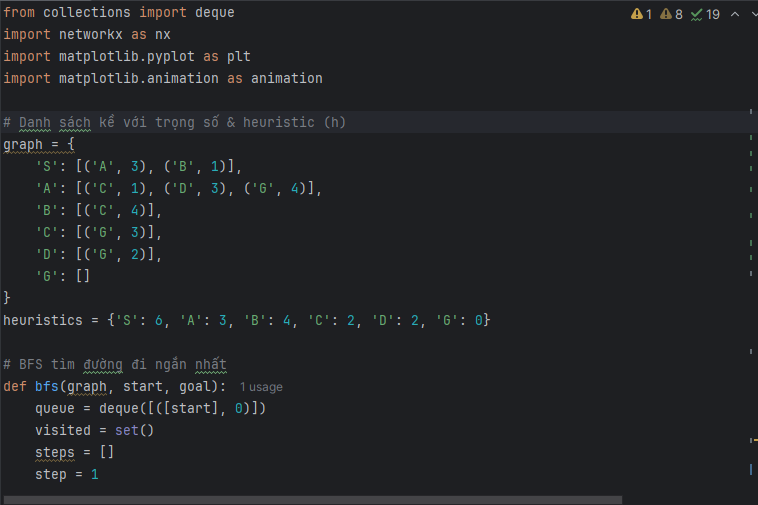 from collections import deque
import networkx as nx
import matplotlib.pyplot as plt
import matplotlib.animation as animation
1 8 19
# Danh sách kề với trọng số & heuristic (h)
graph = {
    'S': [('A', 3), ('B', 1)],
    'A': [('C', 1), ('D', 3), ('G', 4)],
    'B': [('C', 4)],
    'C': [('G', 3)],
    'D': [('G', 2)],
    'G': []
}
heuristics = {'S': 6, 'A': 3, 'B': 4, 'C': 2, 'D': 2, 'G': 0}
# BFS tìm đường đi ngắn nhất
def bfs(graph, start, goal): 1 usage
    queue = deque([([start], 0)])
    visited = set()
    steps = []
    step = 1